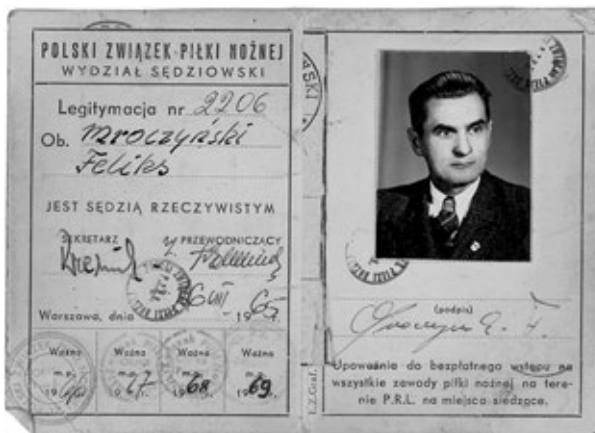 POLSKI ZWIĄZEK PIŁKI NOŻNEJ
WYDZIAŁ SĘDZIOWSKI
Legitymacja nr 2206
Ob. Mroczyński
Feliks
JEST SĘDZIĄ RZECZYWISTYM
SEKRETARZ
PRZEWODNICZĄCY
Warszawa, dnia 6 VIII 1965
Ważna Ważna Ważna Ważna
m.p. m.p. m.p. m.p.
19 r. 1967 r. 1968 1969
(podpis)
Upoważnia do bezpłatnego wstępu na
wszystkie zawody piłki nożnej na tere-
nie P.R.L. na miejsca siedzące.